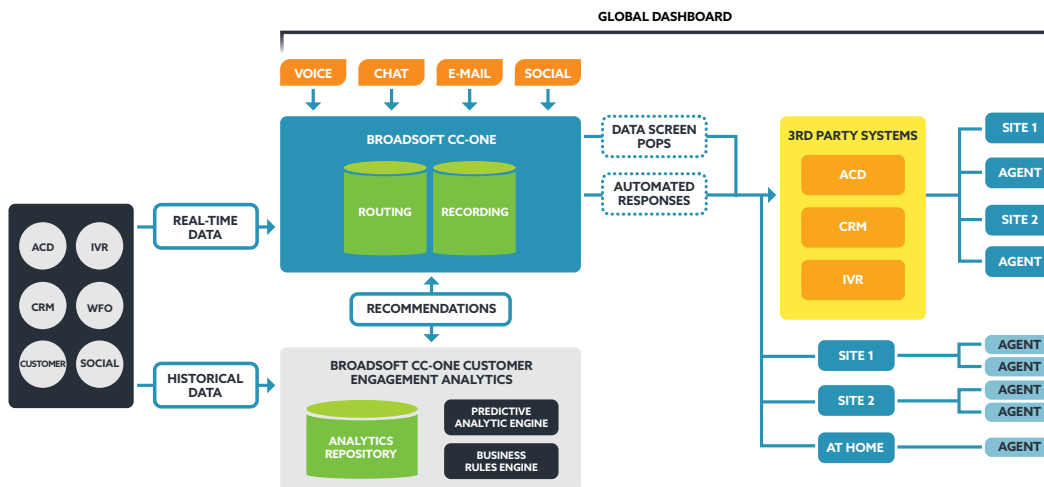 GLOBAL DASHBOARD
VOICE
CHAT
E-MAIL
SOCIAL
BROADSOFT CC-ONE
ROUTING
RECORDING
DATA SCREEN
POPS
AUTOMATED
RESPONSES
3RD PARTY SYSTEMS
ACD
CRM
IVR
SITE 1
AGENT
SITE 2
AGENT
ACD
IVR
CRM
WFO
CUSTOMER
SOCIAL
REAL-TIME
DATA
HISTORICAL
DATA
RECOMMENDATIONS
BROADSOFT CC-ONE CUSTOMER
ENGAGEMENT ANALYTICS
ANALYTICS
REPOSITORY
PREDICTIVE
ANALYTIC ENGINE
BUSINESS
RULES ENGINE
SITE 1
AGENT
AGENT
SITE 2
AGENT
AGENT
AT HOME
AGENT